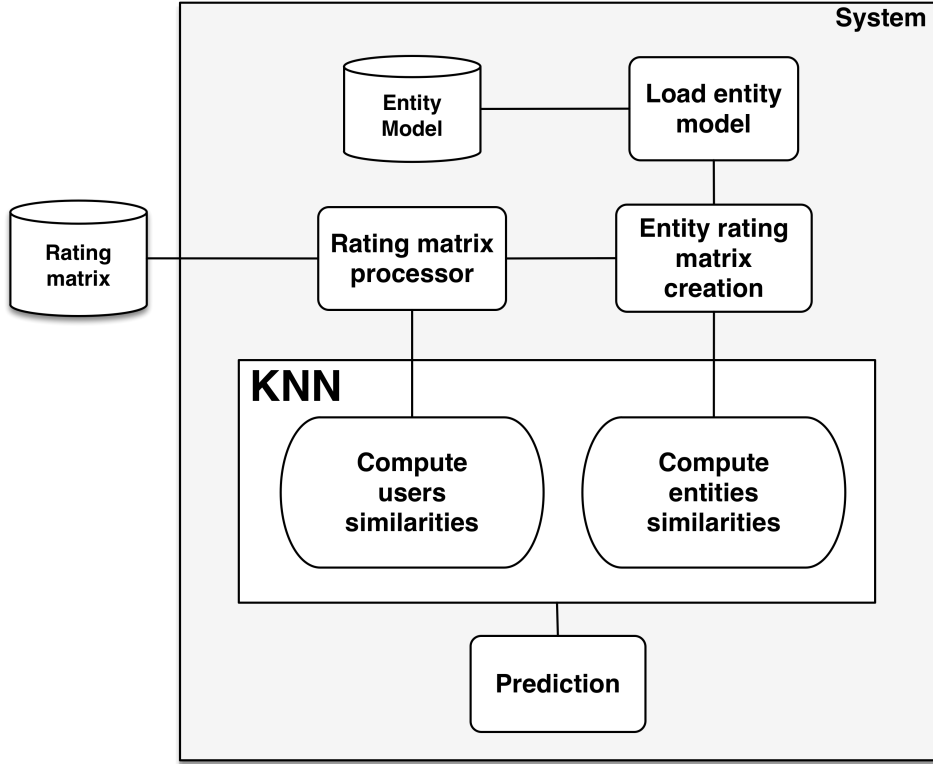 System
Entity
Model
Load entity
model
Rating
matrix
Rating matrix
processor
Entity rating
matrix
creation
KNN
Compute
users
similarities
Compute
entities
similarities
Prediction